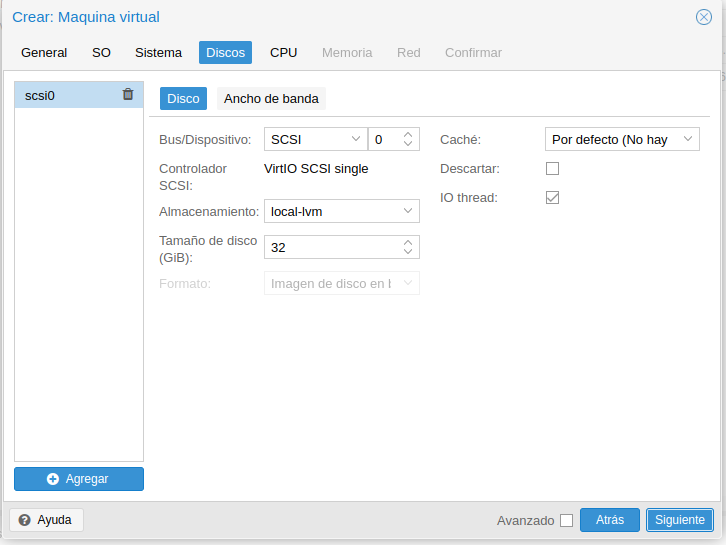 Crear: Maquina virtual
General SO Sistema Discos CPU Memoria Red Confirmar
scsi0
Disco Ancho de banda
Bus/Dispositivo: SCSI 0 Caché: Por defecto (No hay
Controlador SCSI: VirtIO SCSI single Descartar:
IO thread:
Almacenamiento: local-lvm
Tamaño de disco (GiB): 32
Formato: Imagen de disco en
Agregar
Ayuda Avanzado Atrás Siguiente